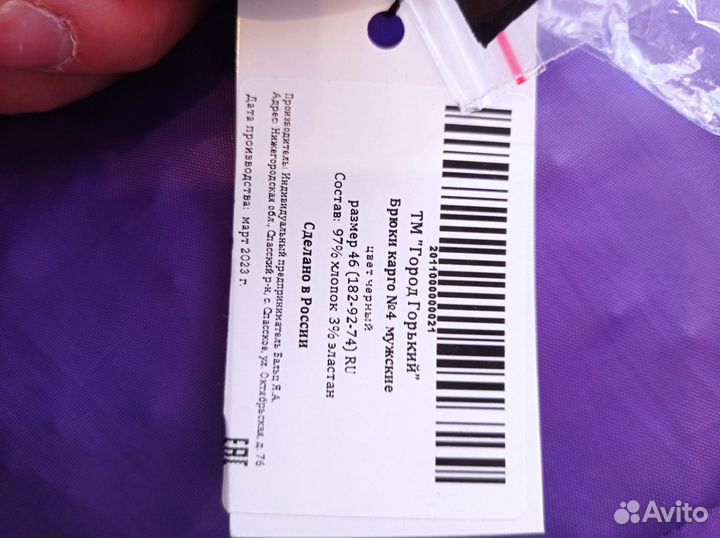 2011000000021
ТМ "Город Горький"
Брюки карго №4 мужские
цвет черный
размер 46 (182-92-74) RU
Состав: 97% хлопок 3% эластан
Сделано в России
Производитель: Индивидуальный предприниматель Бальц Я.А.
Адрес: Нижегородская обл., Спасский р-н, с. Спасское, ул. Октябрьская, д. 76
Дата производства: март 2023 г.
EAC
Avito